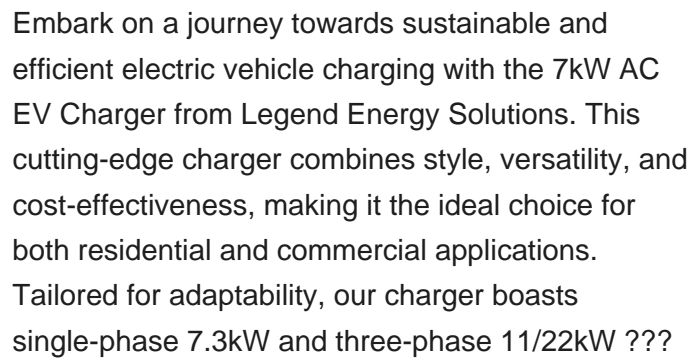 Embark on a journey towards sustainable and
efficient electric vehicle charging with the 7kW AC
EV Charger from Legend Energy Solutions. This
cutting-edge charger combines style, versatility, and
cost-effectiveness, making it the ideal choice for
both residential and commercial applications.
Tailored for adaptability, our charger boasts
single-phase 7.3kW and three-phase 11/22kW ???